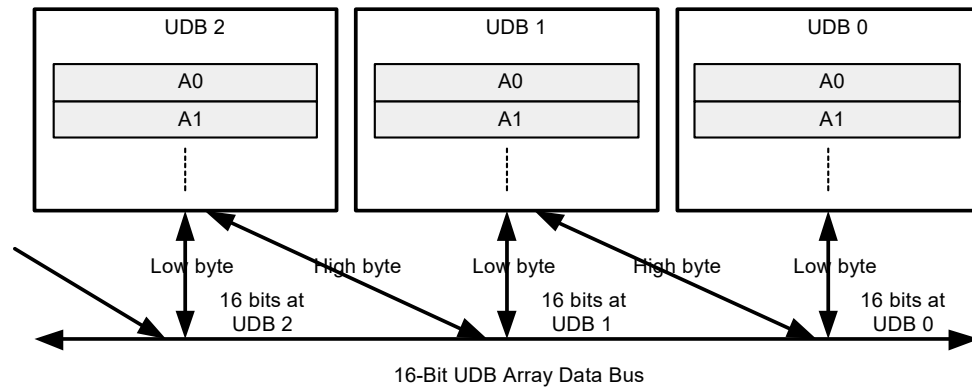 UDB 2
UDB 1
UDB 0
A0
A0
A0
A1
A1
A1
Low byte
High byte
Low byte
High byte
Low byte
16 bits at
UDB 2
16 bits at
UDB 1
16 bits at
UDB 0
16-Bit UDB Array Data Bus